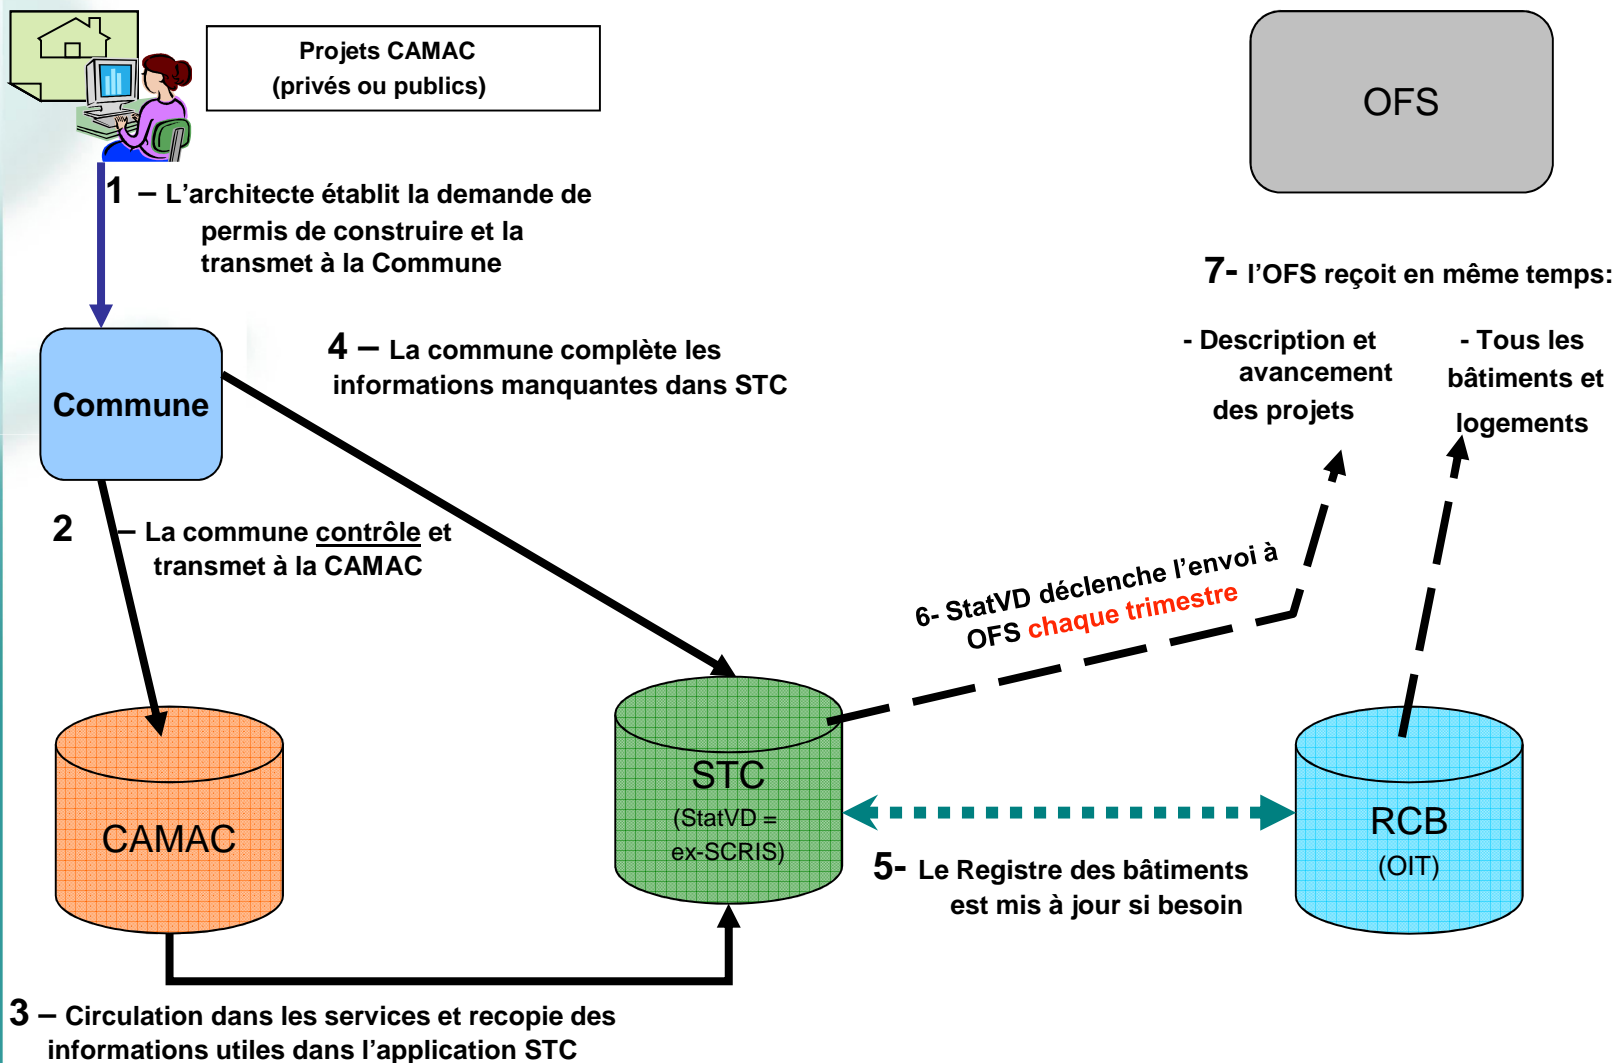 Projets CAMAC
(privés ou publics)
OFS
1 – L’architecte établit la demande de
permis de construire et la
transmet à la Commune
7- l’OFS reçoit en même temps:
- Description et
avancement
des projets
- Tous les
bâtiments et
logements
4 – La commune complète les
informations manquantes dans STC
Commune
2 – La commune contrôle et
transmet à la CAMAC
6- StatVD déclenche l’envoi à
OFS chaque trimestre
CAMAC
STC
(StatVD =
ex-SCRIS)
RCB
(OIT)
5- Le Registre des bâtiments
est mis à jour si besoin
3 – Circulation dans les services et recopie des
informations utiles dans l’application STC